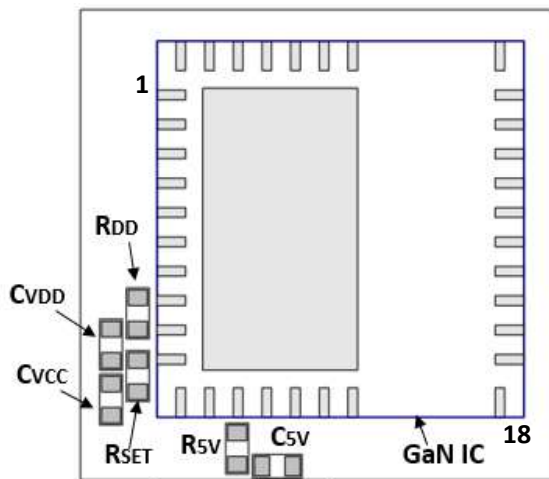 1
RDD
CVDD
CVCC
RSET
R5V
C5V
GaN IC
18